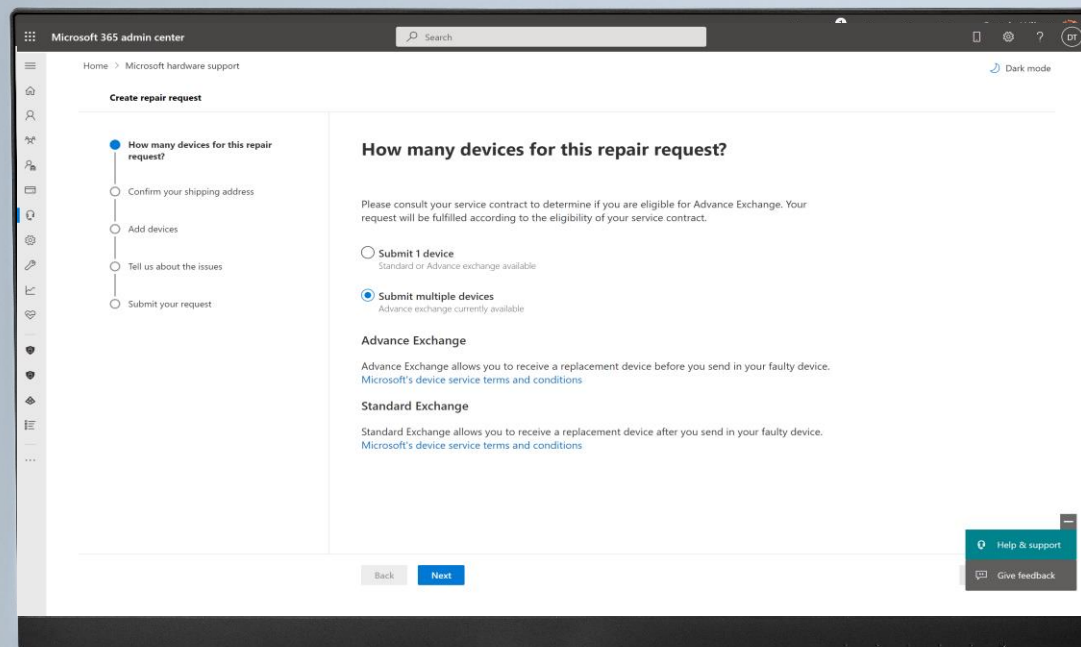 Microsoft 365 admin center
Search
DT
Home > Microsoft hardware support
Dark mode
Create repair request
How many devices for this repair
request?
Confirm your shipping address
Add devices
Tell us about the issues
Submit your request
How many devices for this repair request?
Please consult your service contract to determine if you are eligible for Advance Exchange. Your
request will be fulfilled according to the eligibility of your service contract.
Submit 1 device
Standard or Advance exchange available
Submit multiple devices
Advance exchange currently available
Advance Exchange
Advance Exchange allows you to receive a replacement device before you send in your faulty device.
Microsoft's device service terms and conditions
Standard Exchange
Standard Exchange allows you to receive a replacement device after you send in your faulty device.
Microsoft's device service terms and conditions
Back
Next
Help & support
Give feedback